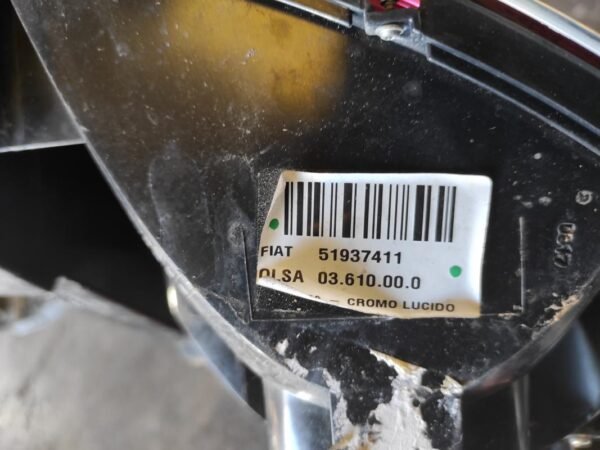 FIAT 51937411
OLSA 03.610.00.0
— CROMO LUCIDO